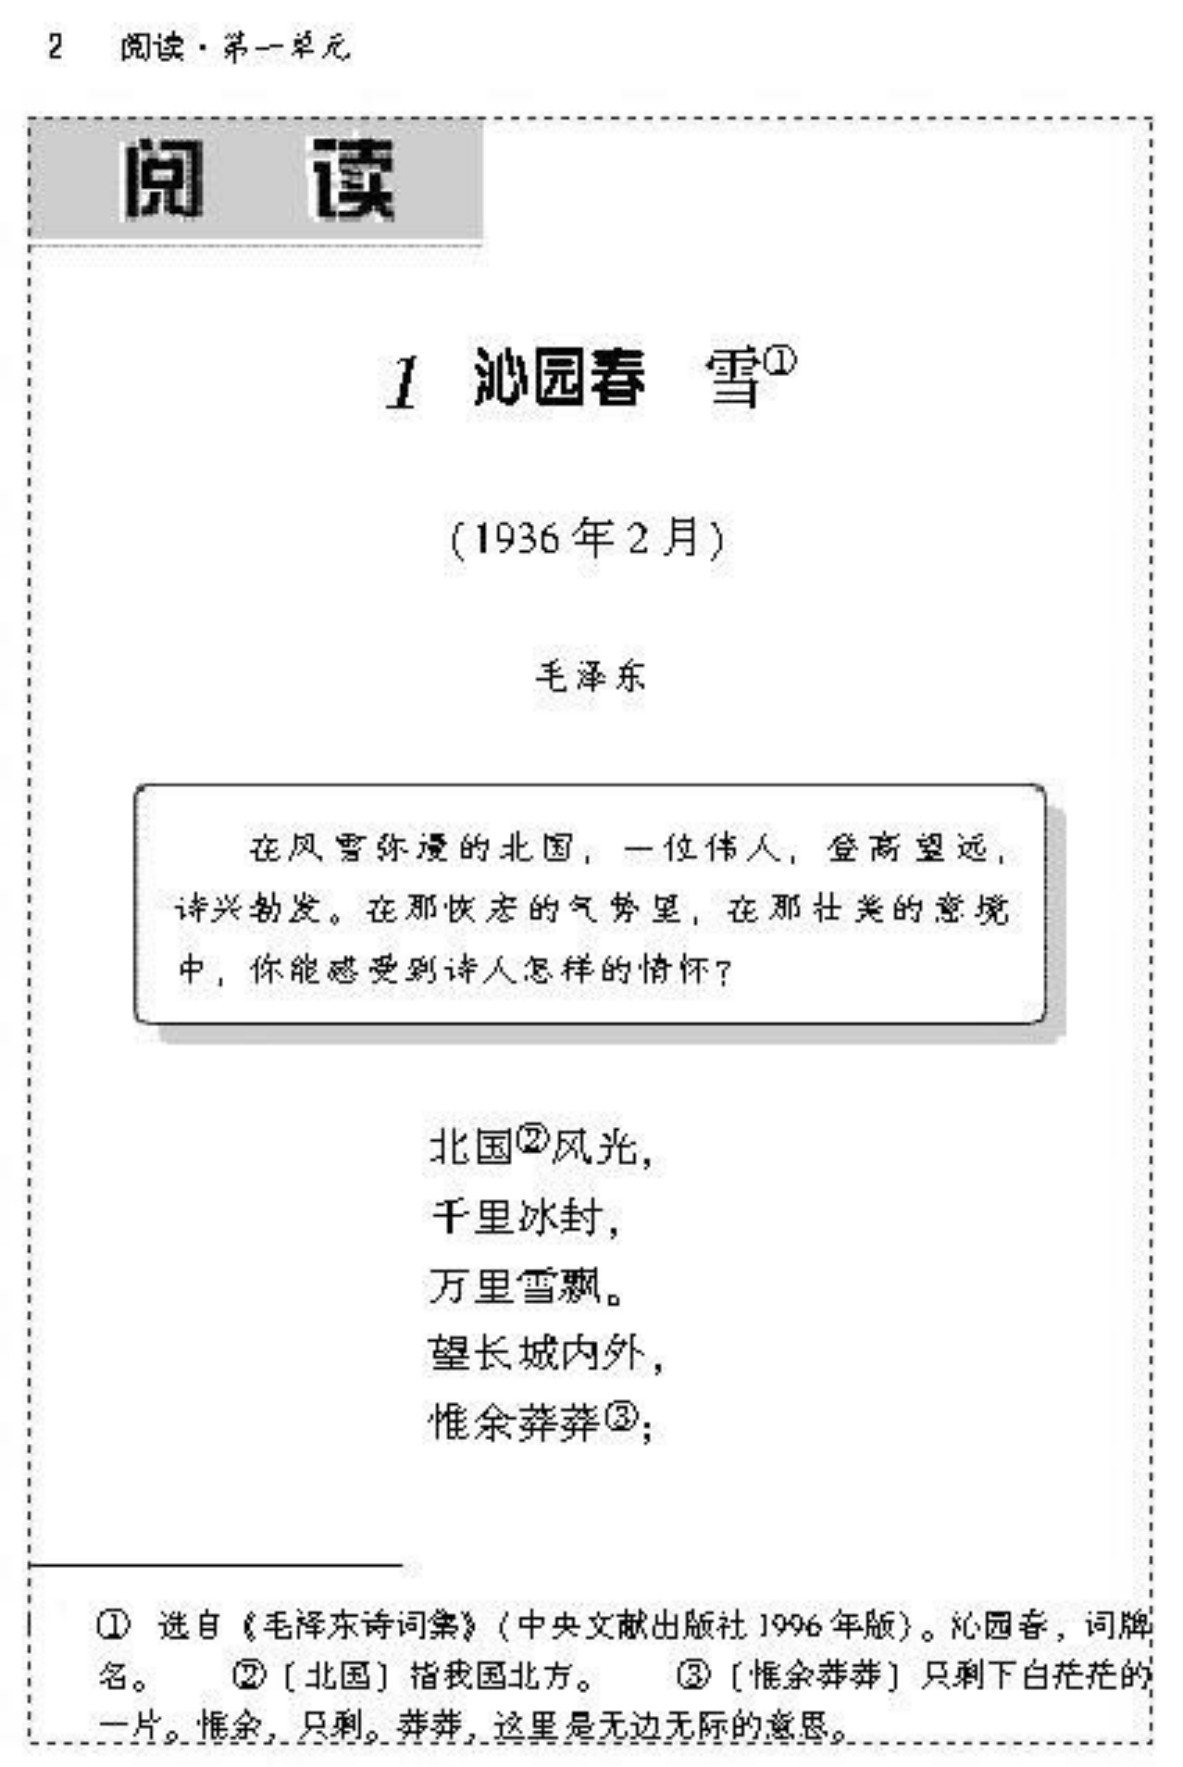 2 阅读·第一单元
阅 读
1 沁园春 雪①
(1936年2月)
毛泽东
在风雪弥漫的北国，一位伟人，登高望远，
诗兴勃发。在那恢宏的气势里，在那壮美的意境
中，你能感受到诗人怎样的情怀？
北国②风光，
千里冰封，
万里雪飘。
望长城内外，
惟余莽莽③；
① 选自《毛泽东诗词集》(中央文献出版社1996年版)。沁园春，词牌
名。 ②〔北国〕指我国北方。 ③〔惟余莽莽〕只剩下白茫茫的
一片。惟余，只剩。莽莽，这里是无边无际的意思。